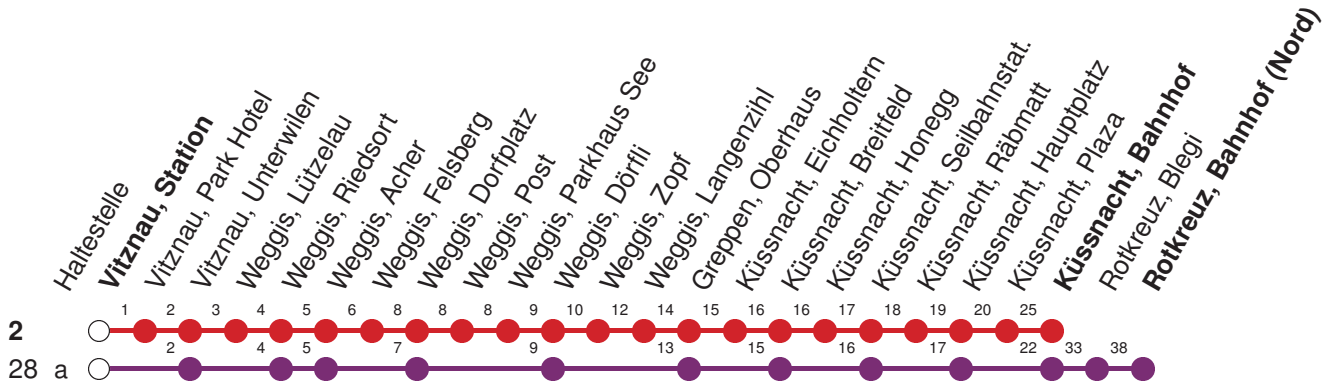 Haltestelle
Vitznau, Station
Vitznau, Park Hotel
Vitznau, Unterwilen
Weggis, Lützelau
Weggis, Riedsort
Weggis, Acher
Weggis, Felsberg
Weggis, Dorfplatz
Weggis, Post
Weggis, Parkhaus See
Weggis, Dörfli
Weggis, Zopf
Weggis, Langenzihl
Greppen, Oberhaus
Küssnacht, Eichholtern
Küssnacht, Breitfeld
Küssnacht, Honegg
Küssnacht, Seilbahnstat.
Küssnacht, Räbmatt
Küssnacht, Hauptplatz
Küssnacht, Plaza
Küssnacht, Bahnhof
Rotkreuz, Blegi
Rotkreuz, Bahnhof (Nord)
2 1 2 3 4 5 6 8 8 8 9 10 12 14 15 16 16 17 18 19 20 25
28 a 2 4 5 7 9 13 15 16 17 22 33 38